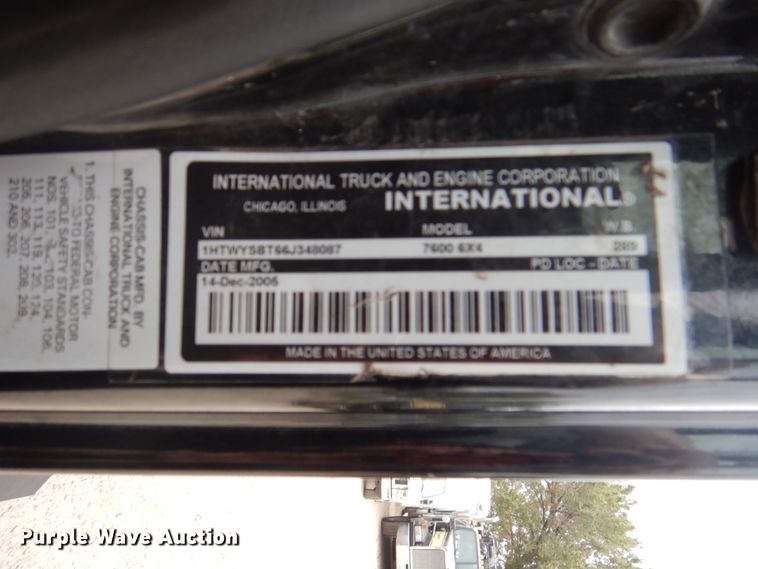 INTERNATIONAL TRUCK AND ENGINE CORPORATION
CHICAGO, ILLINOIS INTERNATIONAL®
VIN MODEL W.B.
1HTWYSBT66J348087 7600 6X4 289
DATE MFG. PD LOC - DATE
14-Dec-2005
MADE IN THE UNITED STATES OF AMERICA
CHASSIS-CAB MFD. BY
INTERNATIONAL TRUCK AND
ENGINE CORPORATION
1. THIS CHASSIS-CAB CON-
TO FEDERAL MOTOR
VEHICLE SAFETY STANDARDS
NOS. 101, 103, 104, 106,
111, 113, 119, 120, 124,
205, 206, 207, 208, 209,
210 AND 302.
Purple Wave Auction